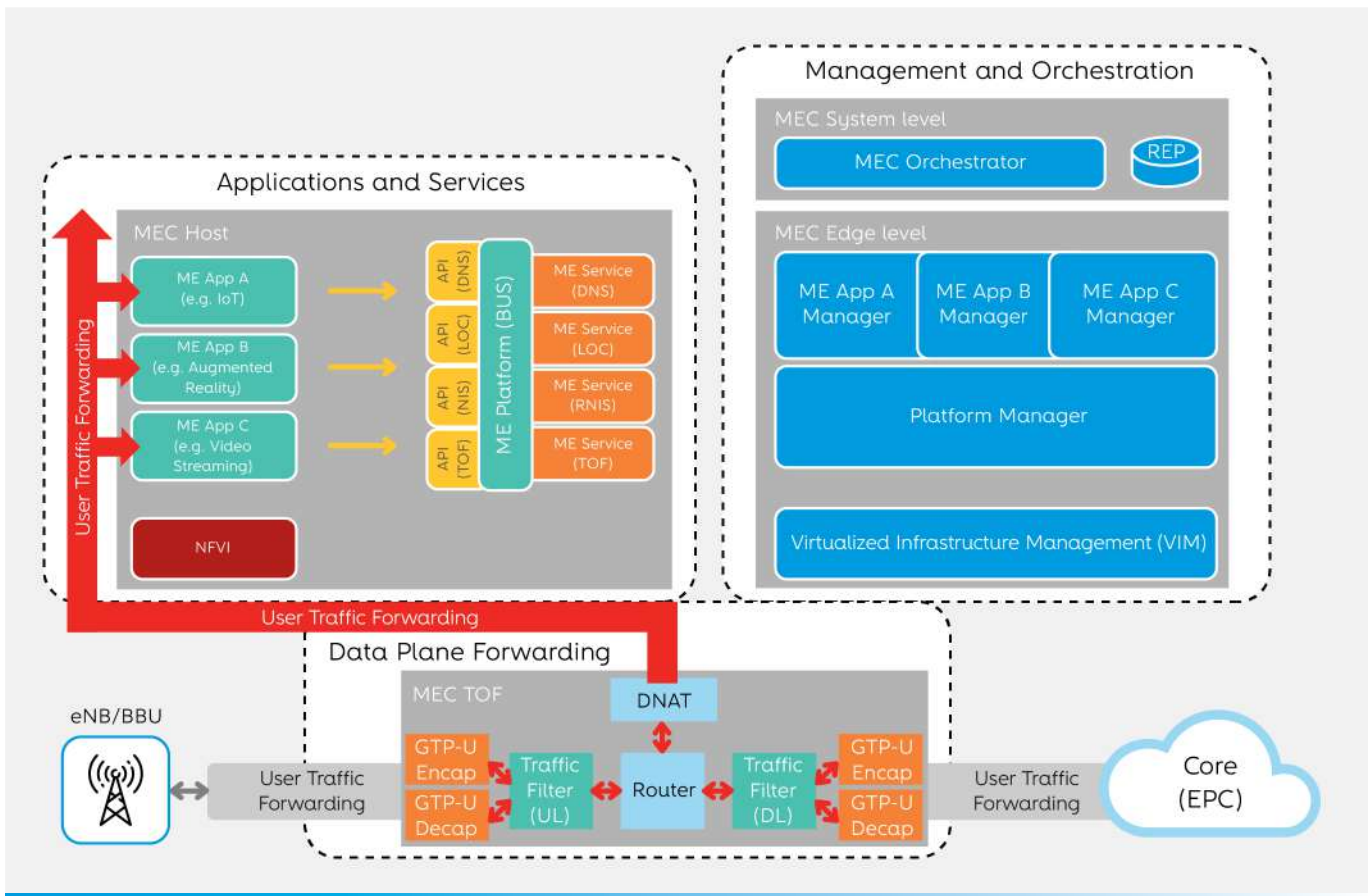 Management and Orchestration
MEC System level
MEC Orchestrator
REP
MEC Edge level
ME App A
Manager
ME App B
Manager
ME App C
Manager
Platform Manager
Virtualized Infrastructure Management (VIM)
Applications and Services
MEC Host
ME App A
(e.g. IoT)
ME App B
(e.g. Augmented
Reality)
ME App C
(e.g. Video
Streaming)
NFVI
API
(DNS)
API
(LOC)
API
(NIS)
API
(TOF)
ME Platform (BUS)
ME Service
(DNS)
ME Service
(LOC)
ME Service
(RNIS)
ME Service
(TOF)
User Traffic Forwarding
User Traffic Forwarding
Data Plane Forwarding
MEC TOF
DNAT
eNB/BBU
User Traffic
Forwarding
GTP-U
Encap
GTP-U
Decap
Traffic
Filter
(UL)
Router
Traffic
Filter
(DL)
GTP-U
Encap
GTP-U
Decap
User Traffic
Forwarding
Core
(EPC)